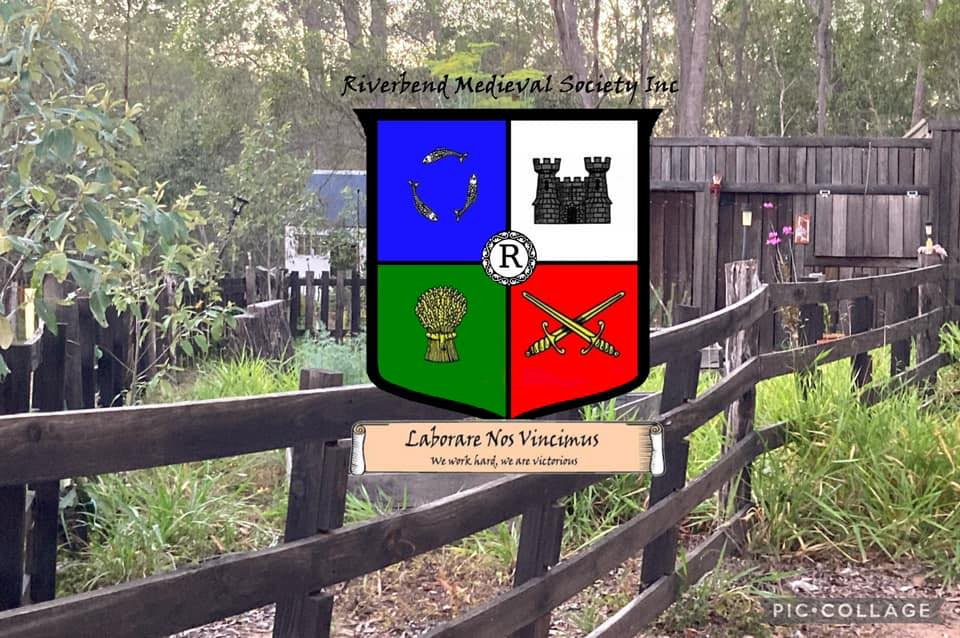 Riverbend Medieval Society Inc
R
Laborare Nos Vincimus
We work hard, we are victorious
PIC•COLLAGE